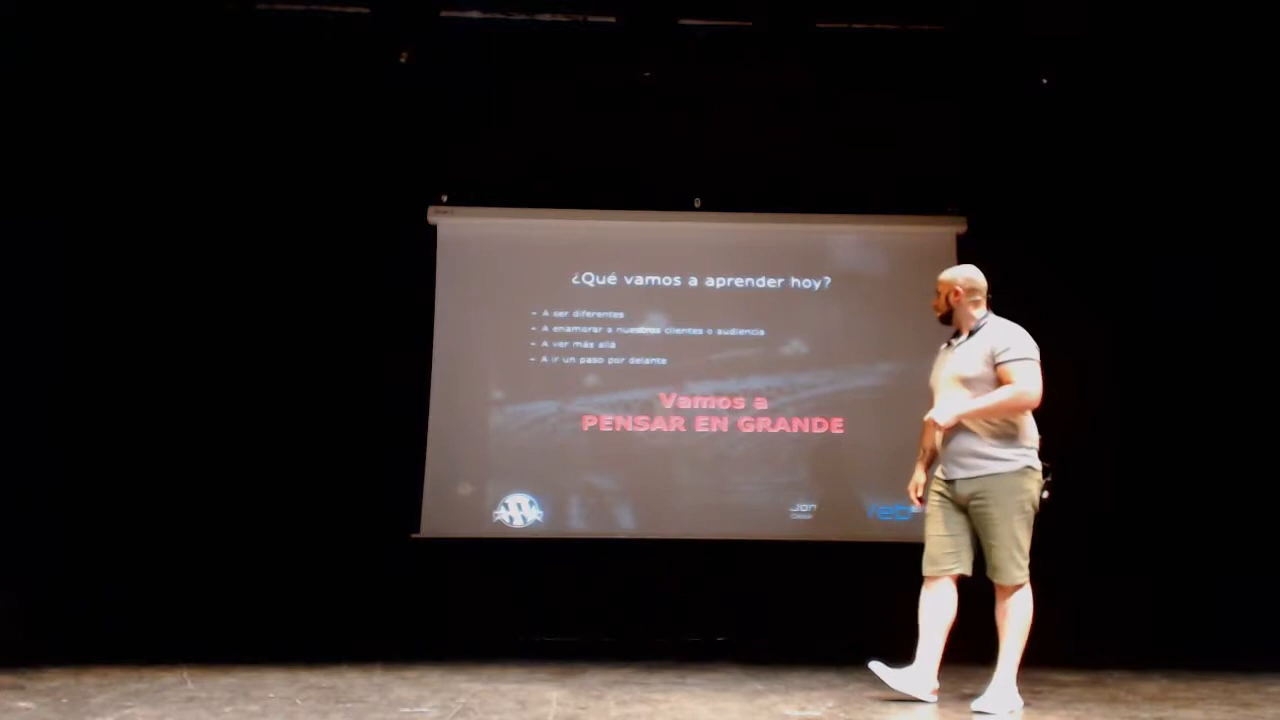 ¿Qué vamos a aprender hoy?
- A ser diferentes
- A enamorar a nuestros clientes o audiencia
- A ver más allá
- A ir un paso por delante
Vamos a
PENSAR EN GRANDE
Jon